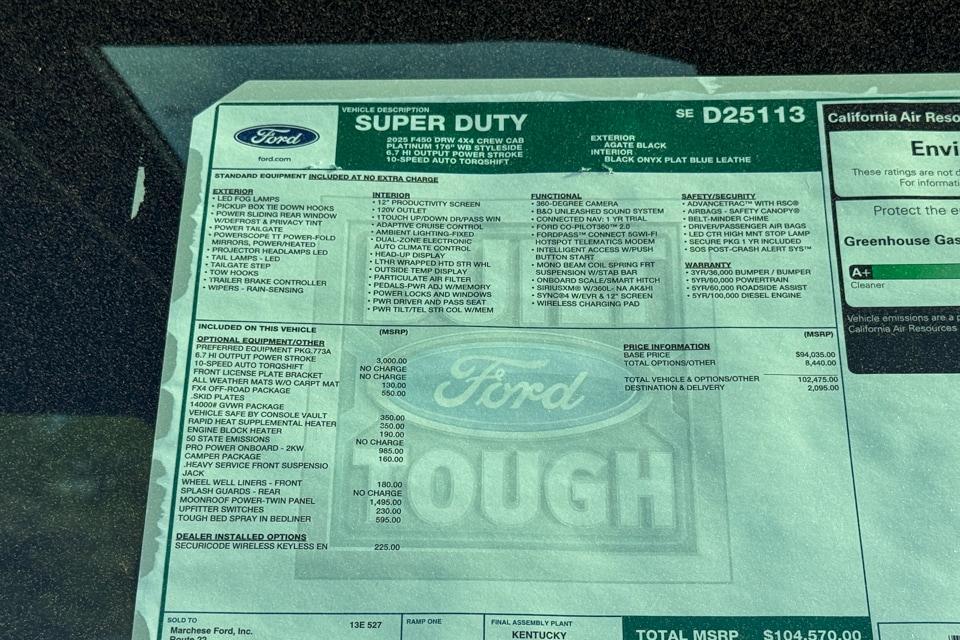 Ford
ford.com
VEHICLE DESCRIPTION
SUPER DUTY
2025 F450 DRW 4X4 CREW CAB
PLATINUM 176" WB STYLESIDE
6.7 HI OUTPUT POWER STROKE
10-SPEED AUTO TORQSHIFT
SE D25113
EXTERIOR
AGATE BLACK
INTERIOR
BLACK ONYX PLAT BLUE LEATHE
STANDARD EQUIPMENT INCLUDED AT NO EXTRA CHARGE
EXTERIOR
• LED FOG LAMPS
• PICKUP BOX TIE DOWN HOOKS
• POWER SLIDING REAR WINDOW
W/DEFROST & PRIVACY TINT
• POWER TAILGATE
• POWERSCOPE TT POWER-FOLD
MIRRORS, POWER/HEATED
• PROJECTOR HEADLAMPS LED
• TAIL LAMPS - LED
• TAILGATE STEP
• TOW HOOKS
• TRAILER BRAKE CONTROLLER
• WIPERS - RAIN-SENSING
INTERIOR
• 12" PRODUCTIVITY SCREEN
• 120V OUTLET
• 1TOUCH UP/DOWN DR/PASS WIN
• ADAPTIVE CRUISE CONTROL
• AMBIENT LIGHTING-FIXED
• DUAL-ZONE ELECTRONIC
AUTO CLIMATE CONTROL
• HEAD-UP DISPLAY
• LTHR WRAPPED HTD STR WHL
• OUTSIDE TEMP DISPLAY
• PARTICULATE AIR FILTER
• PEDALS-PWR ADJ W/MEMORY
• POWER LOCKS AND WINDOWS
• PWR DRIVER AND PASS SEAT
• PWR TILT/TEL STR COL W/MEM
FUNCTIONAL
• 360-DEGREE CAMERA
• B&O UNLEASHED SOUND SYSTEM
• CONNECTED NAV: 1 YR TRIAL
• FORD CO-PILOT360™ 2.0
• FORDPASS™ CONNECT 5GWI-FI
HOTSPOT TELEMATICS MODEM
• INTELLIGENT ACCESS W/PUSH
BUTTON START
• MONO BEAM COIL SPRING FRT
SUSPENSION W/STAB BAR
• ONBOARD SCALE/SMART HITCH
• SIRIUSXM® W/360L- NA AK&HI
• SYNC®4 W/EVR & 12" SCREEN
• WIRELESS CHARGING PAD
SAFETY/SECURITY
• ADVANCETRAC™ WITH RSC®
• AIRBAGS - SAFETY CANOPY®
• BELT-MINDER CHIME
• DRIVER/PASSENGER AIR BAGS
• LED CTR HIGH MNT STOP LAMP
• SECURE PKG 1 YR INCLUDED
• SOS POST-CRASH ALERT SYS™
WARRANTY
• 3YR/36,000 BUMPER / BUMPER
• 5YR/60,000 POWERTRAIN
• 5YR/60,000 ROADSIDE ASSIST
• 5YR/100,000 DIESEL ENGINE
INCLUDED ON THIS VEHICLE (MSRP)
OPTIONAL EQUIPMENT/OTHER
PREFERRED EQUIPMENT PKG.773A
6.7 HI OUTPUT POWER STROKE 3,000.00
10-SPEED AUTO TORQSHIFT NO CHARGE
FRONT LICENSE PLATE BRACKET NO CHARGE
ALL WEATHER MATS W/O CARPT MAT 130.00
FX4 OFF-ROAD PACKAGE 550.00
.SKID PLATES
14000# GVWR PACKAGE
VEHICLE SAFE BY CONSOLE VAULT 350.00
RAPID HEAT SUPPLEMENTAL HEATER 250.00
ENGINE BLOCK HEATER 190.00
50 STATE EMISSIONS NO CHARGE
PRO POWER ONBOARD - 2KW 985.00
CAMPER PACKAGE 160.00
.HEAVY SERVICE FRONT SUSPENSIO
JACK
WHEEL WELL LINERS - FRONT 180.00
SPLASH GUARDS - REAR NO CHARGE
MOONROOF POWER-TWIN PANEL 1,495.00
UPFITTER SWITCHES 230.00
TOUGH BED SPRAY IN BEDLINER 595.00
DEALER INSTALLED OPTIONS
SECURICODE WIRELESS KEYLESS EN 225.00
(MSRP)
PRICE INFORMATION
BASE PRICE $94,035.00
TOTAL OPTIONS/OTHER 8,440.00
TOTAL VEHICLE & OPTIONS/OTHER 102,475.00
DESTINATION & DELIVERY 2,095.00
Ford
TOUGH
California Air Reso
Envi
These ratings are not d
For informati
Protect the e
Greenhouse Gas
A+
Cleaner
Vehicle emissions are a p
California Air Resources
SOLD TO
Marchese Ford, Inc.
Route 22
13E 527
RAMP ONE
FINAL ASSEMBLY PLANT
KENTUCKY
TOTAL MSRP $104,570.00